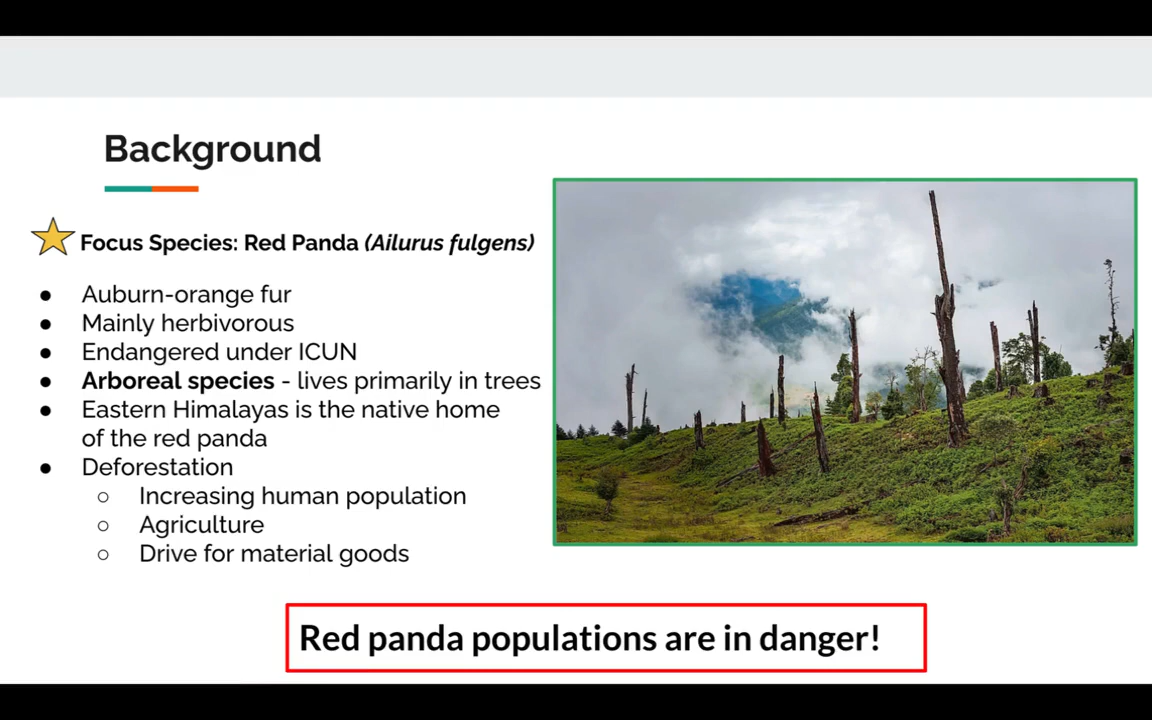 Background
Focus Species: Red Panda (Ailurus fulgens)
● Auburn-orange fur
● Mainly herbivorous
● Endangered under ICUN
● Arboreal species - lives primarily in trees
● Eastern Himalayas is the native home
of the red panda
● Deforestation
○ Increasing human population
○ Agriculture
○ Drive for material goods
Red panda populations are in danger!